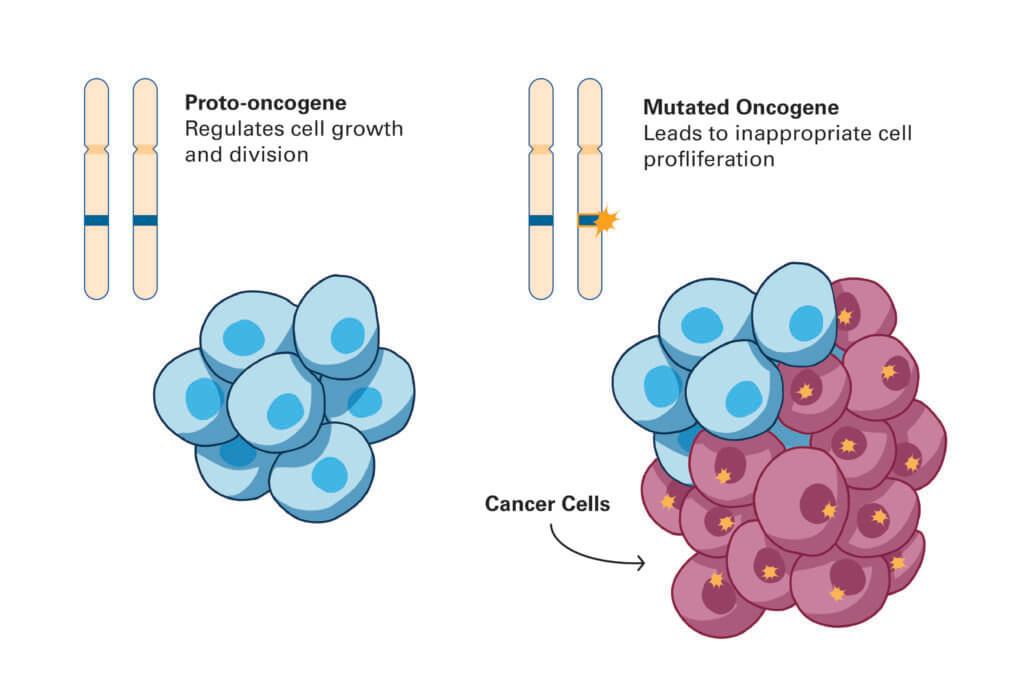 Proto-oncogene
Regulates cell growth
and division
Mutated Oncogene
Leads to inappropriate cell
profliferation
Cancer Cells